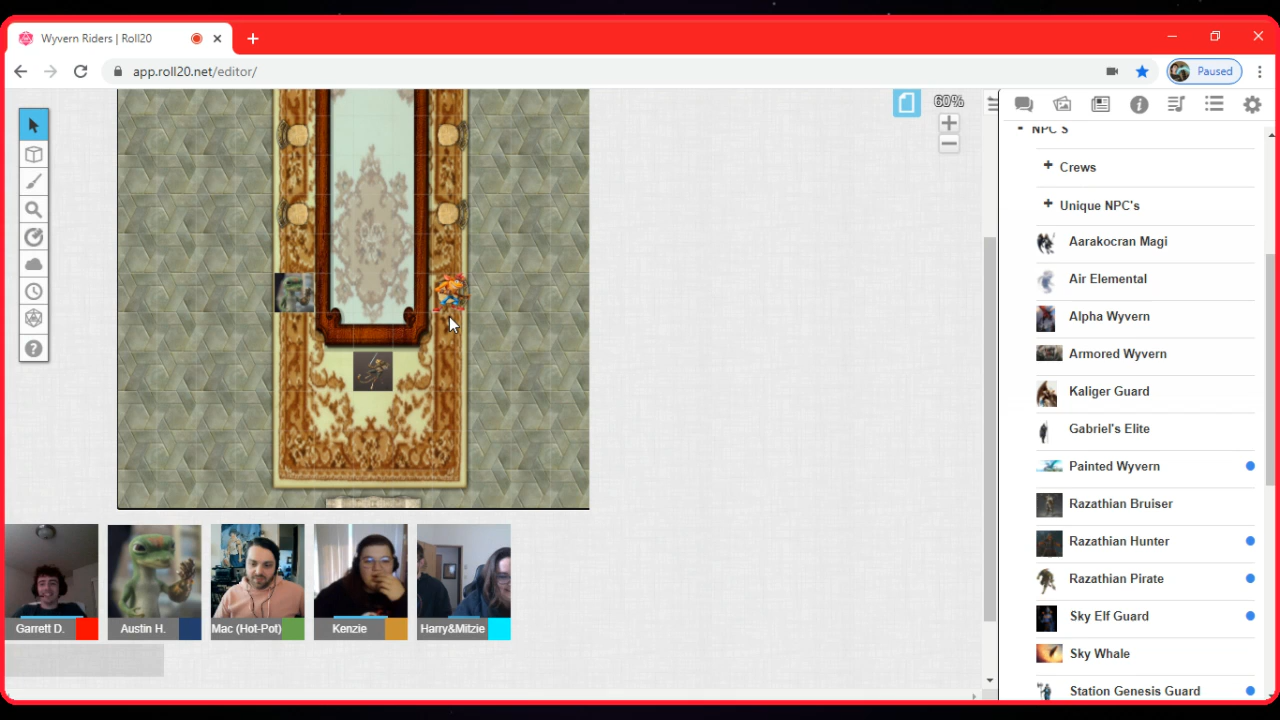 Wyvern Riders | Roll20
app.roll20.net/editor/
Paused
60%
NPC'S
Crews
Unique NPC's
Aarakocran Magi
Air Elemental
Alpha Wyvern
Armored Wyvern
Kaliger Guard
Gabriel's Elite
Painted Wyvern
Razathian Bruiser
Razathian Hunter
Razathian Pirate
Sky Elf Guard
Sky Whale
Station Genesis Guard
Garrett D.
Austin H.
Mac (Hot-Pot)
Kenzie
Harry&Mitzie